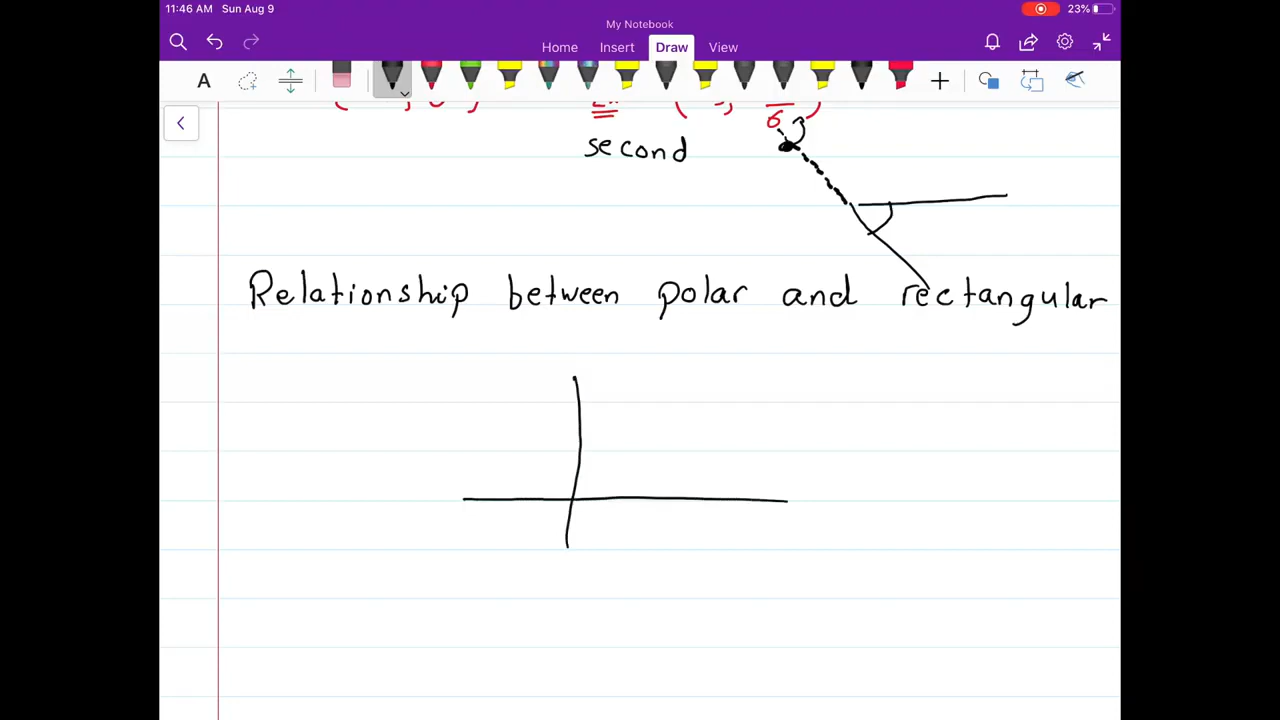 11:46 AM Sun Aug 9
23%
My Notebook
Home Insert Draw View
A
6
second
Relationship between polar and rectangular